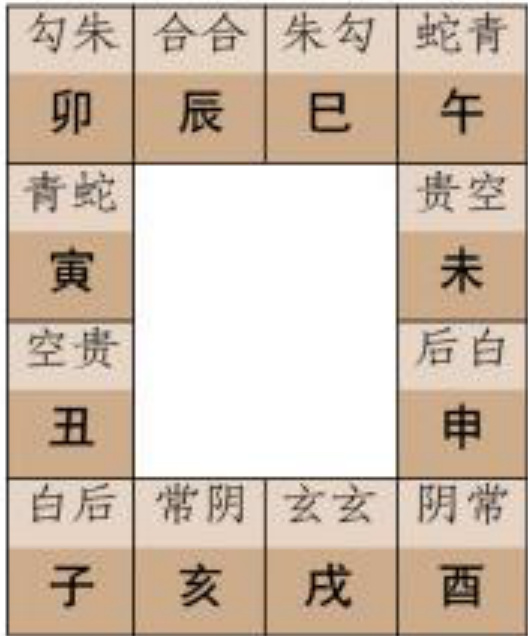 勾朱 合合 朱勾 蛇青
卯 辰 巳 午
青蛇 贵空
寅 未
空贵 后白
丑 申
白后 常阴 玄玄 阴常
子 亥 戌 酉